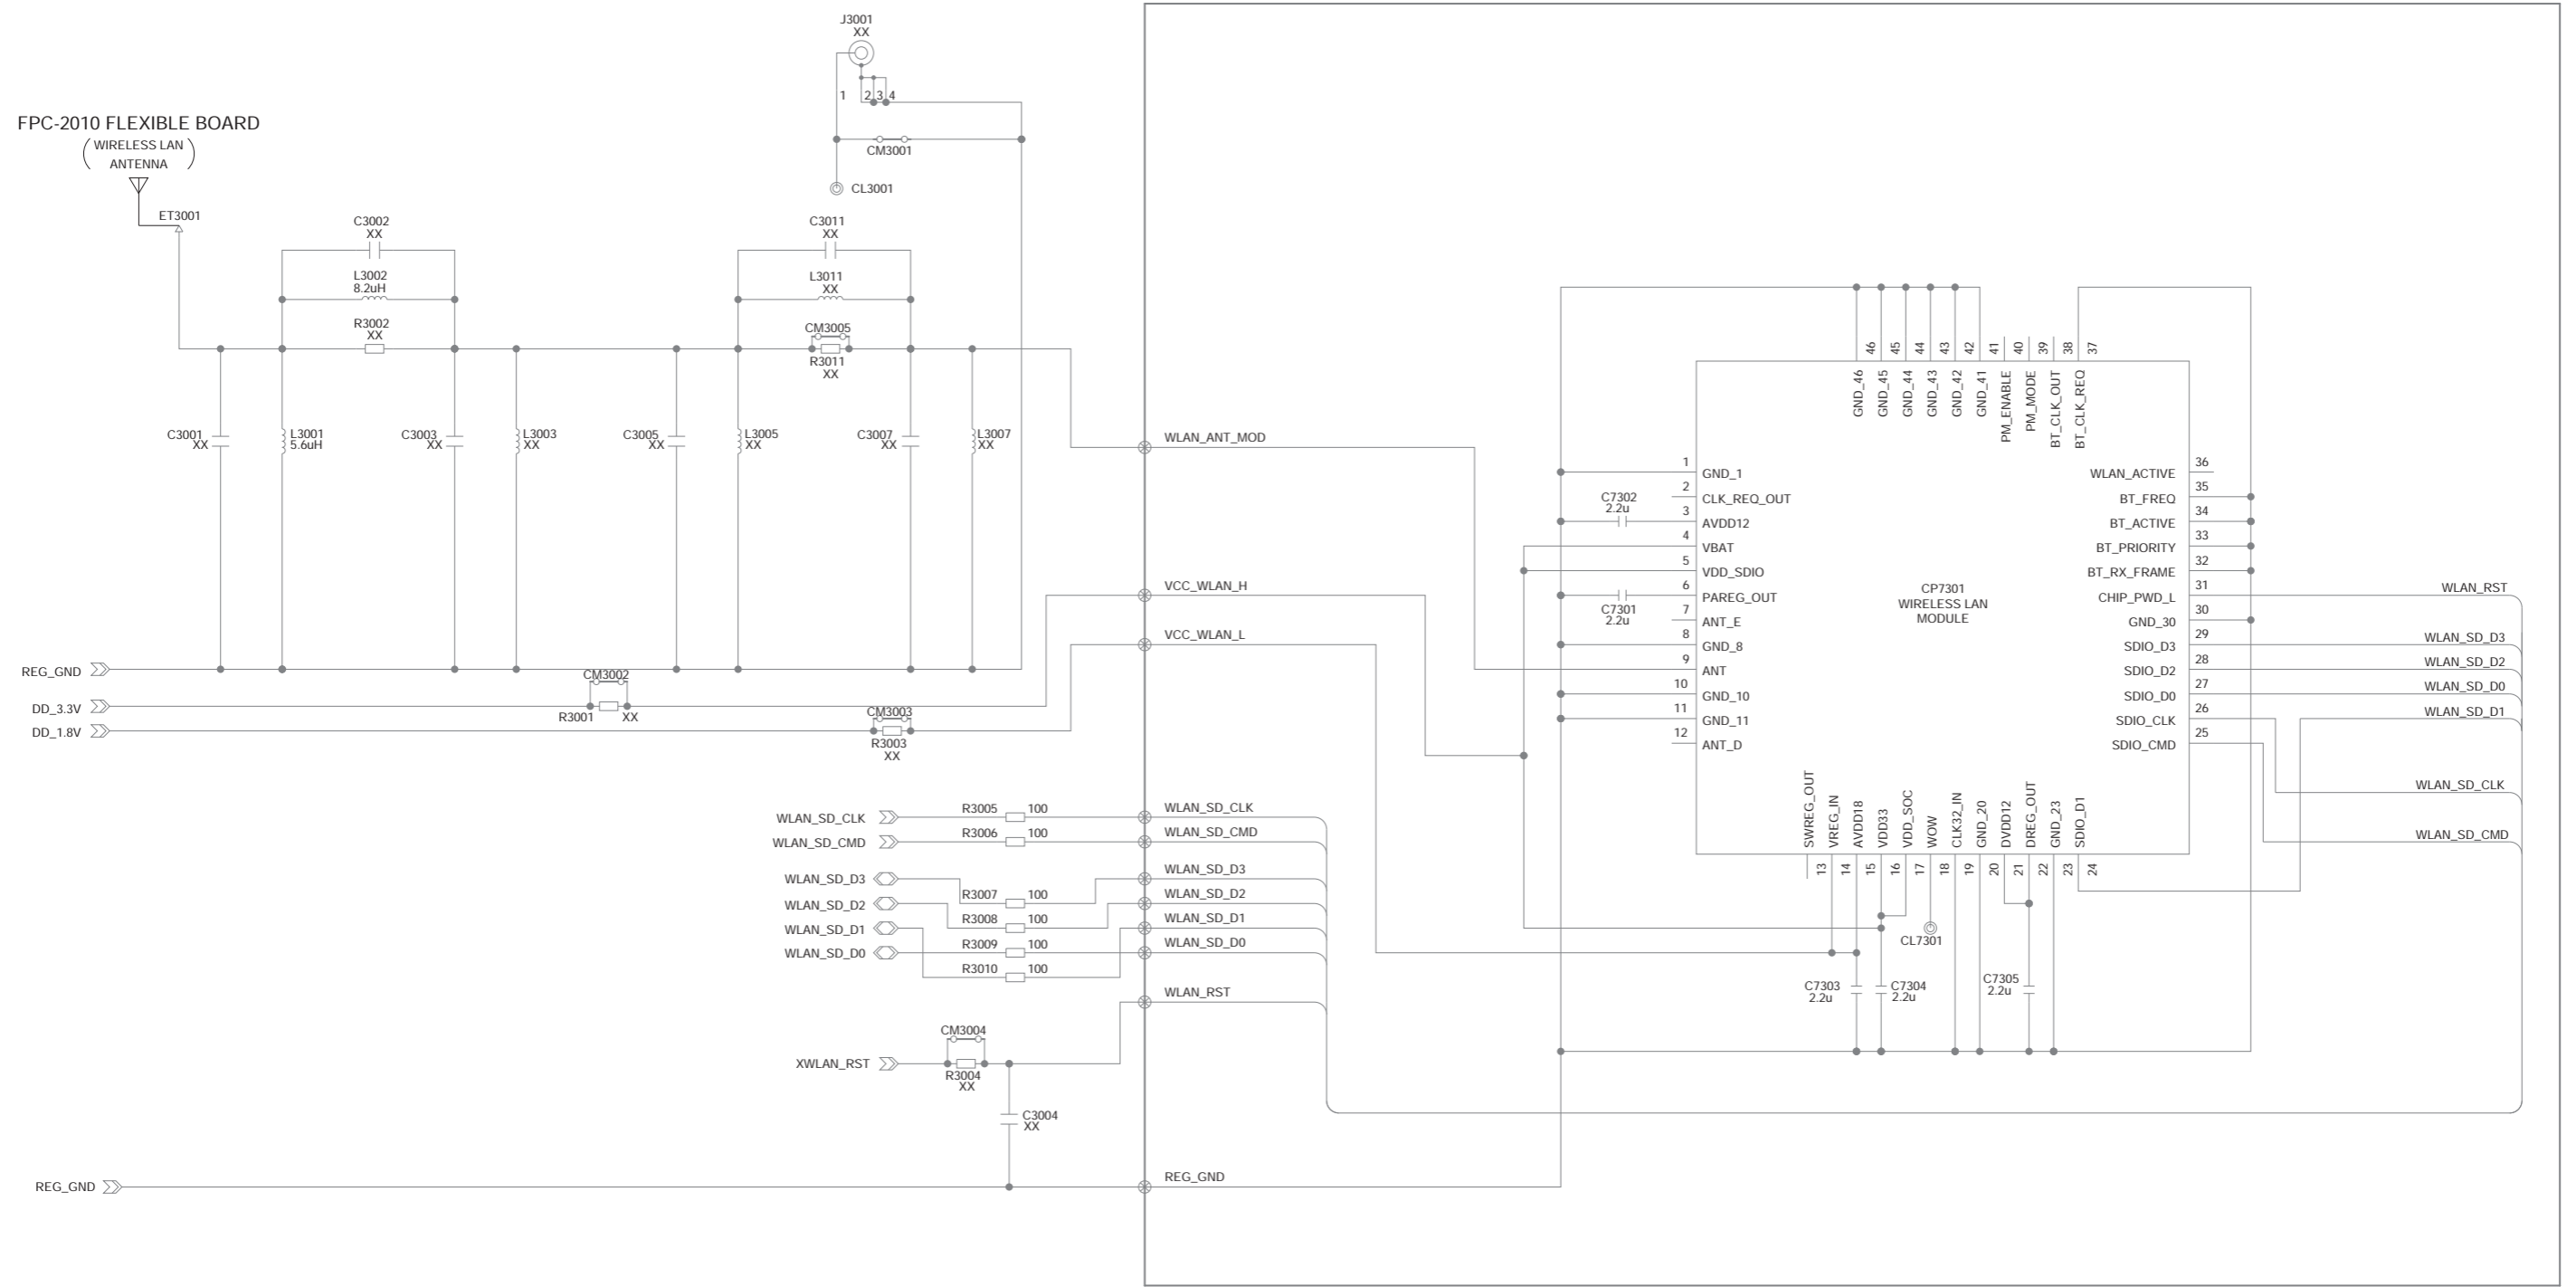 J3001
XX
1
2 3 4
CM3001
CL3001
FPC-2010 FLEXIBLE BOARD
( WIRELESS LAN
ANTENNA )
ET3001
C3002
XX
L3002
8.2uH
R3002
XX
C3011
XX
L3011
XX
CM3005
R3011
XX
C3001
XX
L3001
5.6uH
C3003
XX
L3003
XX
C3005
XX
L3005
XX
C3007
XX
L3007
XX
REG_GND
CM3002
DD_3.3V
R3001 XX
CM3003
DD_1.8V
R3003
XX
WLAN_ANT_MOD
VCC_WLAN_H
VCC_WLAN_L
WLAN_SD_CLK
R3005 100
WLAN_SD_CLK
WLAN_SD_CMD
R3006 100
WLAN_SD_CMD
WLAN_SD_D3
R3007 100
WLAN_SD_D3
WLAN_SD_D2
R3008 100
WLAN_SD_D2
WLAN_SD_D1
R3009 100
WLAN_SD_D1
WLAN_SD_D0
R3010 100
WLAN_SD_D0
WLAN_RST
CM3004
XWLAN_RST
R3004
XX
C3004
XX
REG_GND
REG_GND
46
45
44
43
42
41
40
39
38
37
GND_46
GND_45
GND_44
GND_43
GND_42
GND_41
PM_ENABLE
PM_MODE
BT_CLK_OUT
BT_CLK_REQ
1 GND_1
2 CLK_REQ_OUT
C7302
2.2u
3 AVDD12
4 VBAT
5 VDD_SDIO
6 PAREG_OUT
C7301
2.2u
7 ANT_E
8 GND_8
9 ANT
10 GND_10
11 GND_11
12 ANT_D
CP7301
WIRELESS LAN
MODULE
WLAN_ACTIVE 36
BT_FREQ 35
BT_ACTIVE 34
BT_PRIORITY 33
BT_RX_FRAME 32
CHIP_PWD_L 31
GND_30 30
SDIO_D3 29
SDIO_D2 28
SDIO_D0 27
SDIO_CLK 26
SDIO_CMD 25
WLAN_RST
WLAN_SD_D3
WLAN_SD_D2
WLAN_SD_D0
WLAN_SD_D1
WLAN_SD_CLK
WLAN_SD_CMD
SWREG_OUT
VREG_IN
AVDD18
VDD33
VDD_SOC
WOW
CLK32_IN
GND_20
DVDD12
DREG_OUT
GND_23
SDIO_D1
13
14
15
16
17
18
19
20
21
22
23
24
CL7301
C7303
2.2u
C7304
2.2u
C7305
2.2u